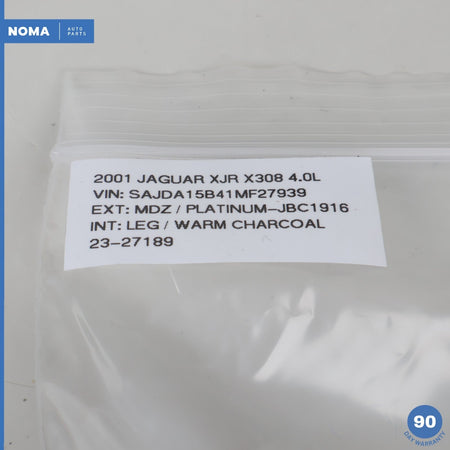 NOMA AUTO
PARTS
2001 JAGUAR XJR X308 4.0L
VIN: SAJDA15B41MF27939
EXT: MDZ / PLATINUM-JBC1916
INT: LEG / WARM CHARCOAL
23-27189
90
DAY WARRANTY